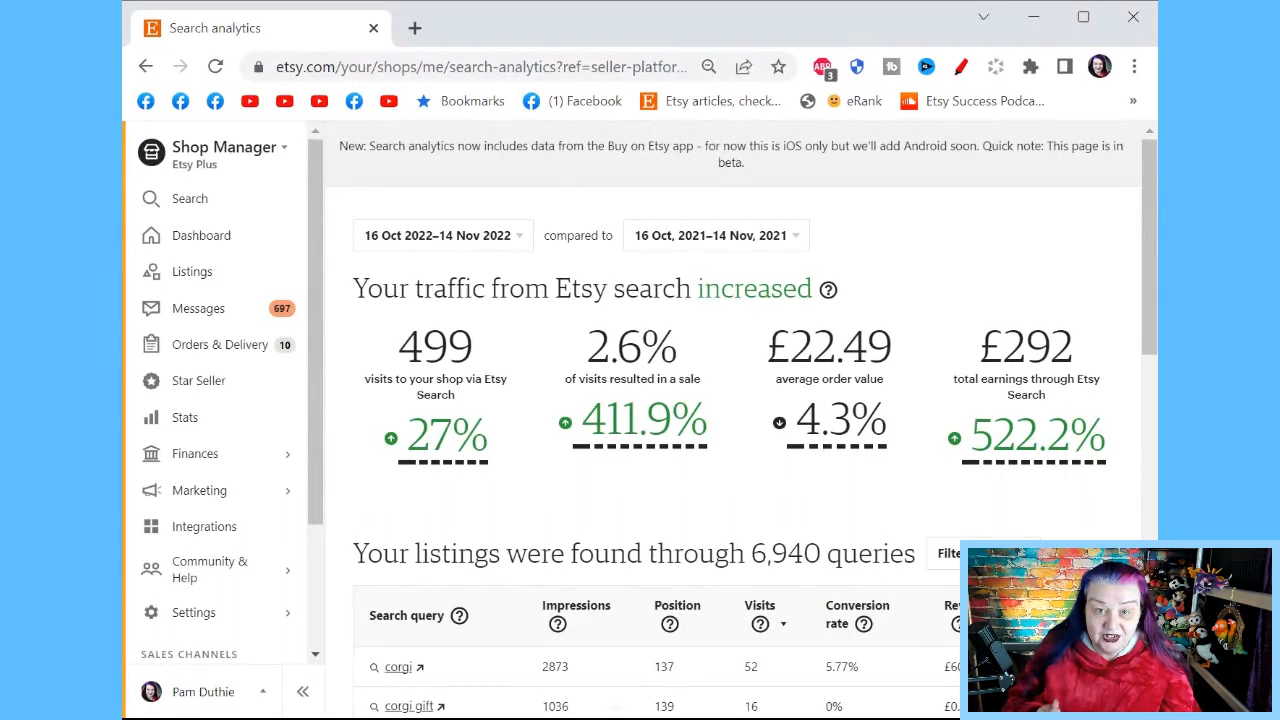 Search analytics
etsy.com/your/shops/me/search-analytics?ref=seller-platfor...
ABP
3
tb
Bookmarks
(1) Facebook
Etsy articles, check...
eRank
Etsy Success Podca...
»
Shop Manager
Etsy Plus
Search
Dashboard
Listings
Messages 697
Orders & Delivery 10
Star Seller
Stats
Finances
Marketing
Integrations
Community &
Help
Settings
SALES CHANNELS
Pam Duthie
New: Search analytics now includes data from the Buy on Etsy app - for now this is iOS only but we'll add Android soon. Quick note: This page is in
beta.
16 Oct 2022–14 Nov 2022 compared to 16 Oct, 2021–14 Nov, 2021
Your traffic from Etsy search increased
499 2.6% £22.49 £292
visits to your shop via Etsy of visits resulted in a sale average order value total earnings through Etsy
Search Search
27% 411.9% 4.3% 522.2%
Your listings were found through 6,940 queries
Search query Impressions Position Visits Conversion
rate
corgi 2873 137 52 5.77%
corgi gift 1036 139 16 0%